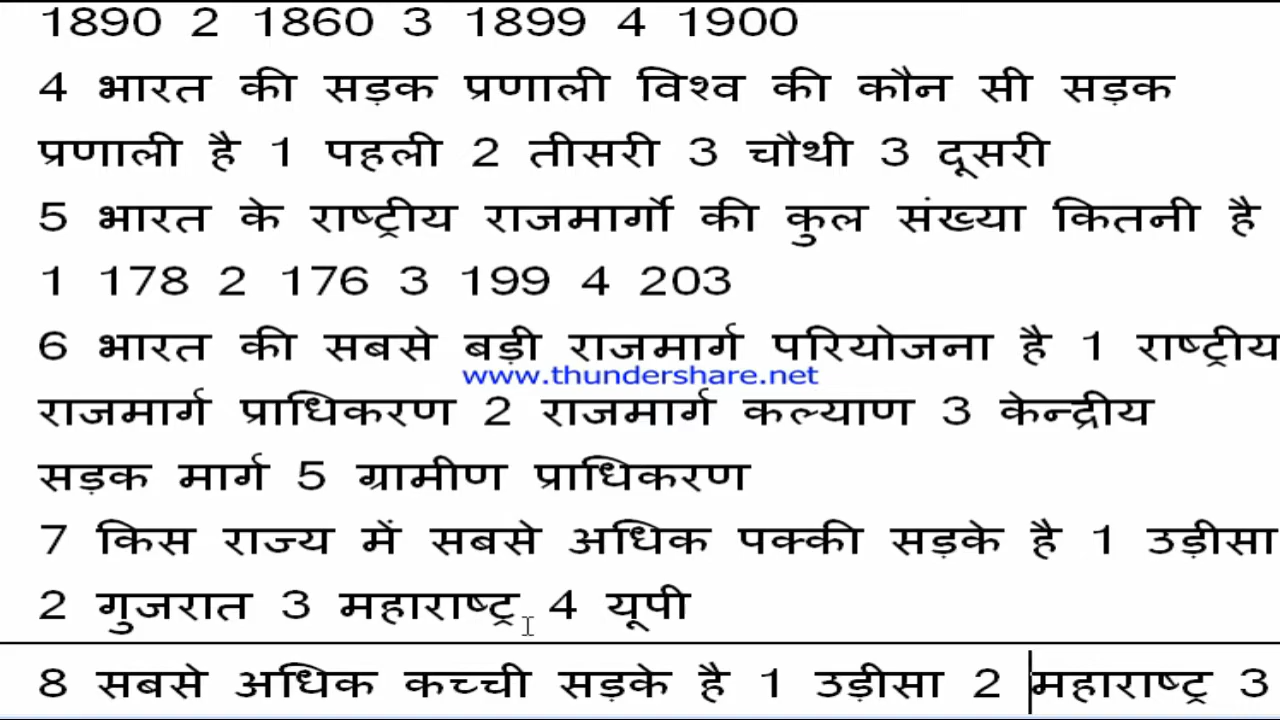 1890 2 1860 3 1899 4 1900
4 भारत की सड़क प्रणाली विश्व की कौन सी सड़क
प्रणाली है 1 पहली 2 तीसरी 3 चौथी 3 दूसरी
5 भारत के राष्ट्रीय राजमार्गो की कुल संख्या कितनी है
1 178 2 176 3 199 4 203
6 भारत की सबसे बड़ी राजमार्ग परियोजना है 1 राष्ट्रीय
www.thundershare.net
राजमार्ग प्राधिकरण 2 राजमार्ग कल्याण 3 केन्द्रीय
सड़क मार्ग 5 ग्रामीण प्राधिकरण
7 किस राज्य में सबसे अधिक पक्की सड़के है 1 उड़ीसा
2 गुजरात 3 महाराष्ट्र 4 यूपी
8 सबसे अधिक कच्ची सड़के है 1 उड़ीसा 2 महाराष्ट्र 3